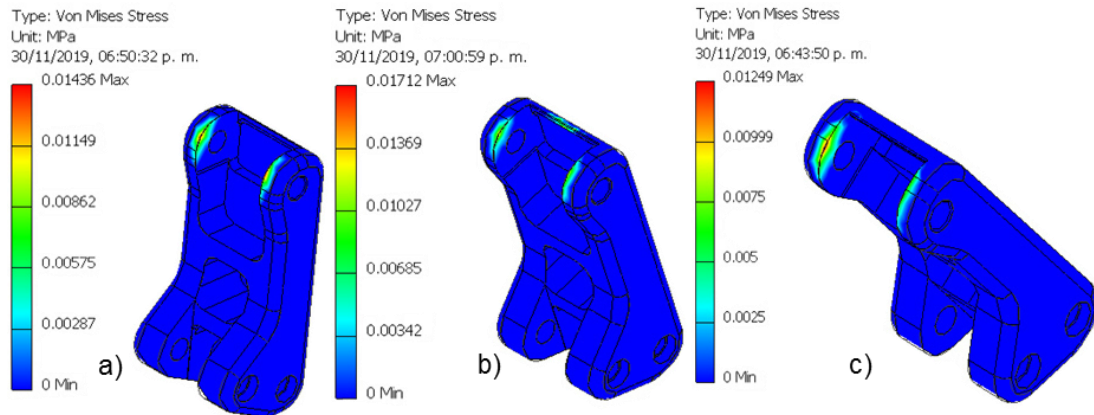 Type: Von Mises Stress
Unit: MPa
30/11/2019, 06:50:32 p. m.
0.01436 Max
0.01149
0.00862
0.00575
0.00287
0 Min
a)
Type: Von Mises Stress
Unit: MPa
30/11/2019, 07:00:59 p. m.
0.01712 Max
0.01369
0.01027
0.00685
0.00342
0 Min
b)
Type: Von Mises Stress
Unit: MPa
30/11/2019, 06:43:50 p. m.
0.01249 Max
0.00999
0.0075
0.005
0.0025
0 Min
c)